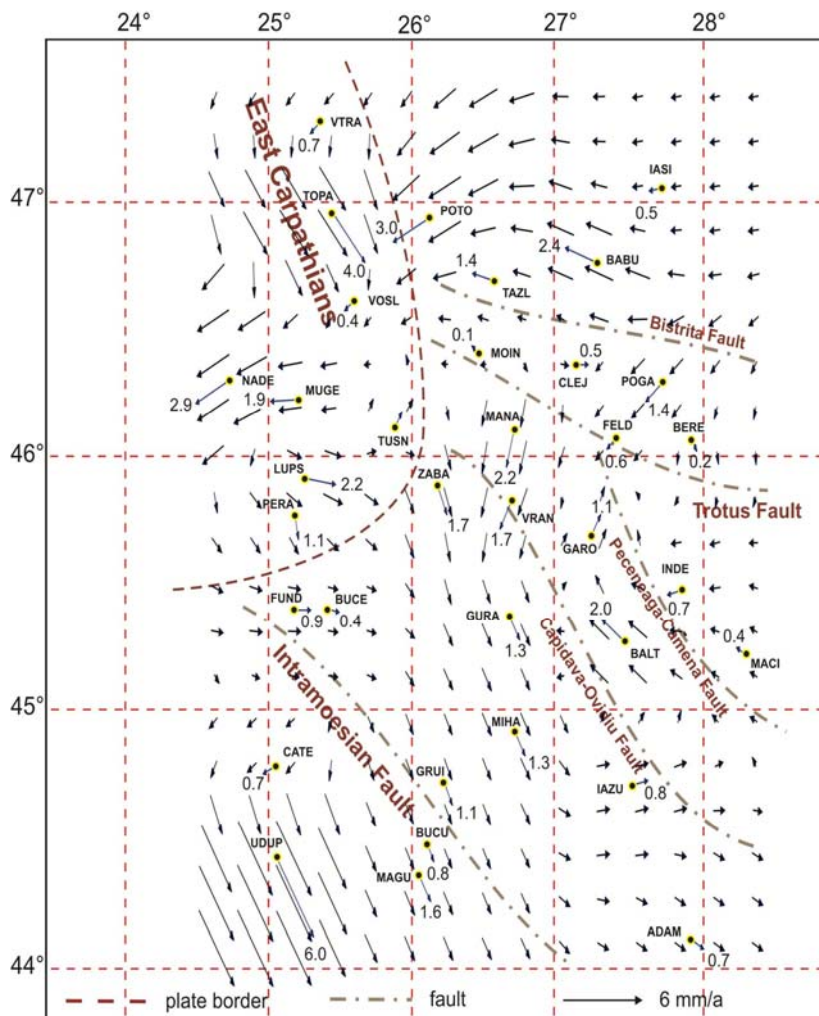 24° 25° 26° 27° 28°
47°
46°
45°
44°
East Carpathians
VTRA
0.7
IASI
0.5
TOPA
4.0
POTO
3.0
BABU
2.4
TAZL
1.4
VOSL
0.4
Bistrita Fault
MOIN
0.1
CLEJ
0.5
POGA
1.4
NADE
2.9
MUGE
1.9
TUSN
MANA
2.2
FELD
0.6
BERE
0.2
LUPS
2.2
ZABA
1.7
VRAN
1.7
Trotus Fault
PERA
1.1
GARO
1.1
Peceneaga-Camena Fault
INDE
0.7
FUND
0.9
BUCE
0.4
GURA
1.3
BALT
2.0
MACI
0.4
Intramoesian Fault
Capidava-Ovidiu Fault
MIHA
1.3
CATE
0.7
GRUI
1.1
IAZU
0.8
UDUP
6.0
BUCU
0.8
MAGU
1.6
ADAM
0.7
plate border fault 6 mm/a